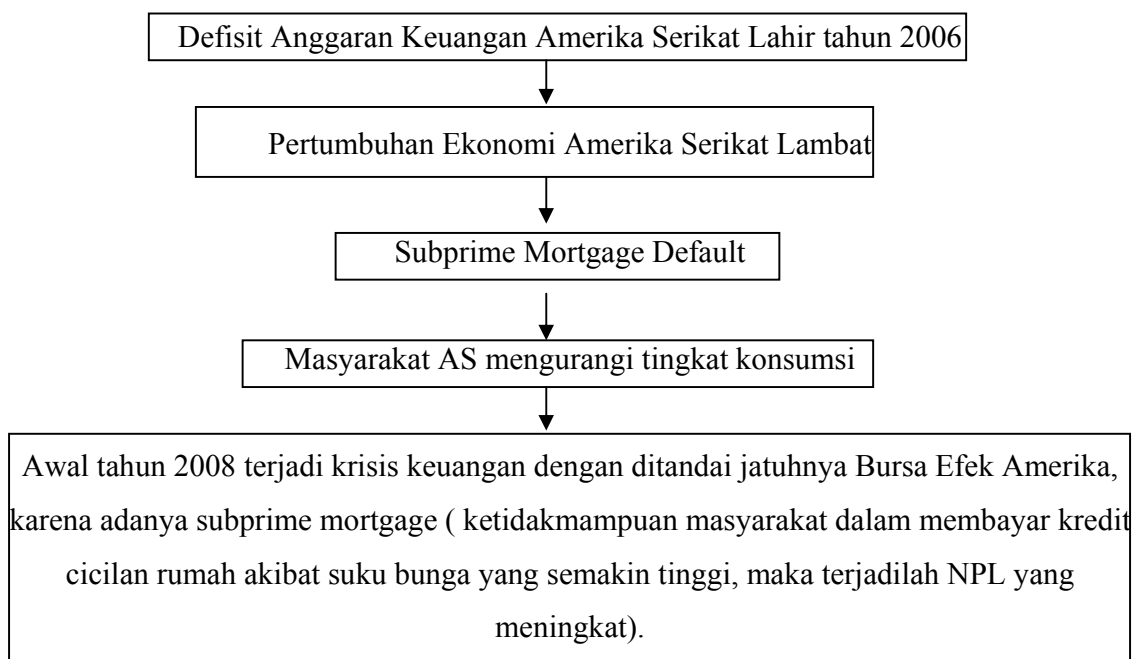 Defisit Anggaran Keuangan Amerika Serikat Lahir tahun 2006
Pertumbuhan Ekonomi Amerika Serikat Lambat
Subprime Mortgage Default
Masyarakat AS mengurangi tingkat konsumsi
Awal tahun 2008 terjadi krisis keuangan dengan ditandai jatuhnya Bursa Efek Amerika,
karena adanya subprime mortgage ( ketidakmampuan masyarakat dalam membayar kredit
cicilan rumah akibat suku bunga yang semakin tinggi, maka terjadilah NPL yang
meningkat).